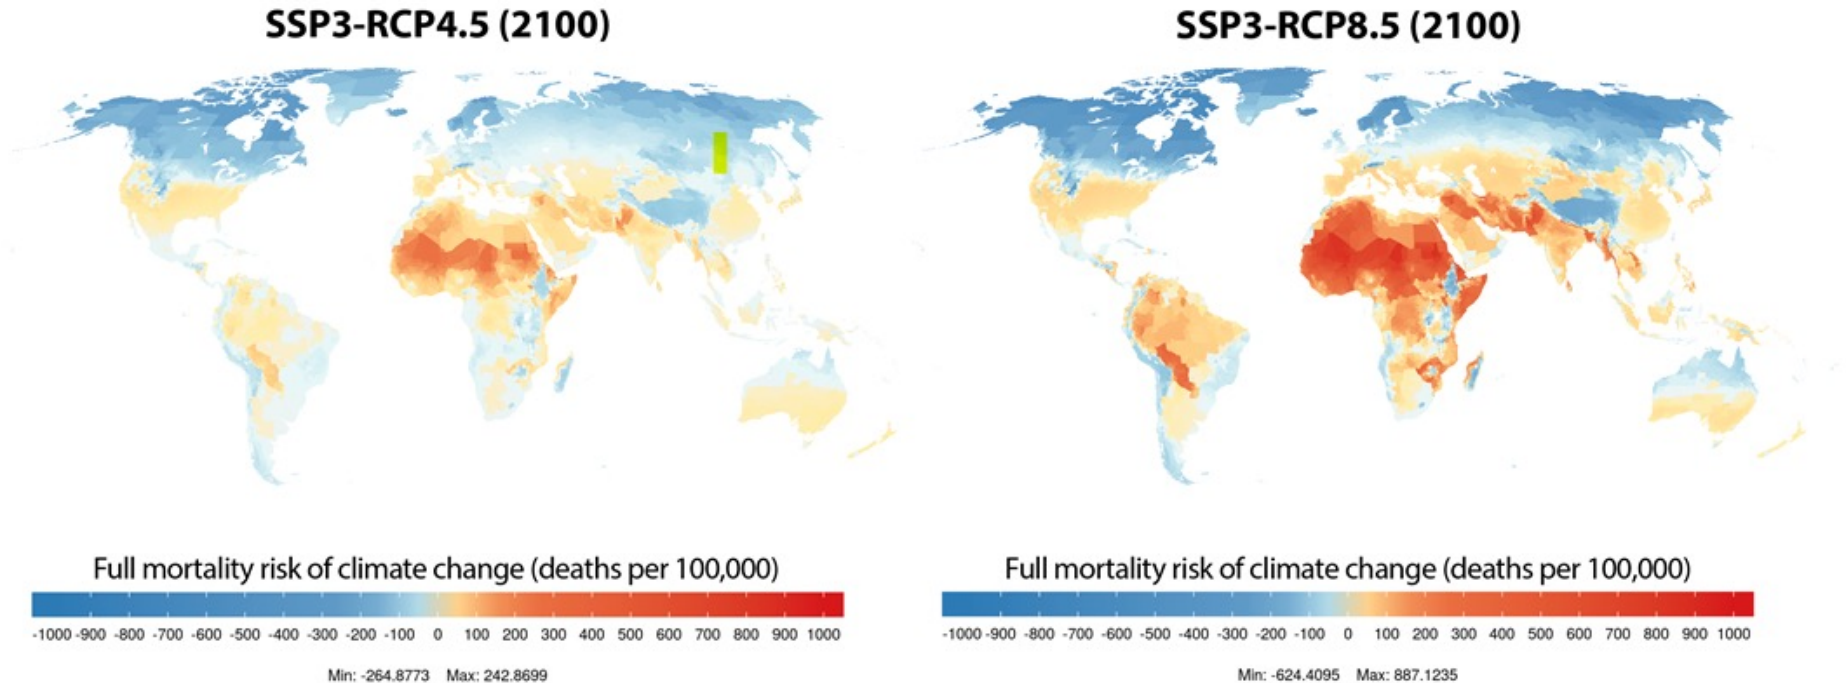 SSP3-RCP4.5 (2100)
SSP3-RCP8.5 (2100)
Full mortality risk of climate change (deaths per 100,000)
-1000 -900 -800 -700 -600 -500 -400 -300 -200 -100 0 100 200 300 400 500 600 700 800 900 1000
Min: -264.8773 Max: 242.8699
Full mortality risk of climate change (deaths per 100,000)
-1000 -900 -800 -700 -600 -500 -400 -300 -200 -100 0 100 200 300 400 500 600 700 800 900 1000
Min: -624.4095 Max: 887.1235